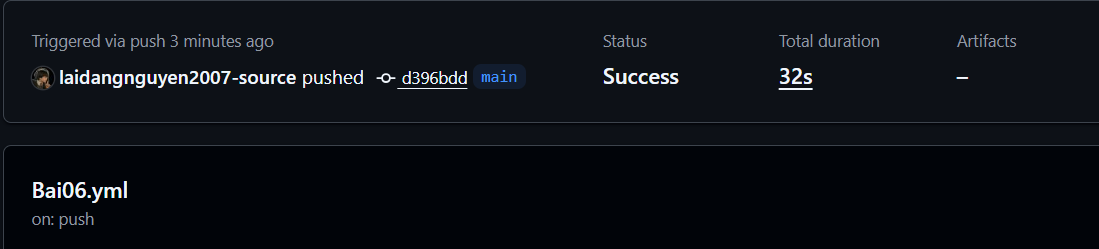 Triggered via push 3 minutes ago
Status
Total duration
Artifacts
laidangnguyen2007-source pushed d396bdd main
Success
32s
–
Bai06.yml
on: push